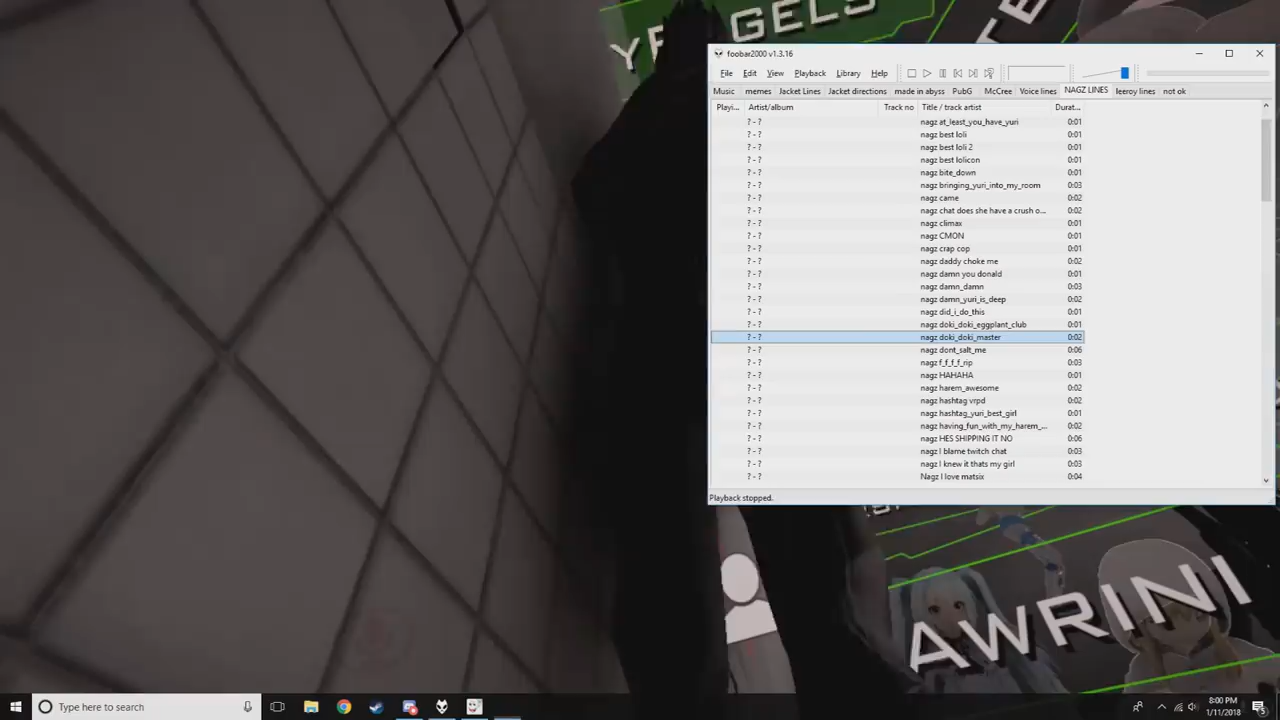 foobar2000 v1.3.16
File Edit View Playback Library Help
Music memes Jacket Lines Jacket directions made in abyss PubG McCree Voice lines NAGZ LINES leeroy lines not ok
Playi... Artist/album Track no Title / track artist Durat...
? - ? nagz at_least_you_have_yuri 0:01
? - ? nagz best loli 0:01
? - ? nagz best loli 2 0:01
? - ? nagz best lolicon 0:01
? - ? nagz bite_down 0:01
? - ? nagz bringing_yuri_into_my_room 0:03
? - ? nagz came 0:02
? - ? nagz chat does she have a crush o... 0:02
? - ? nagz climax 0:01
? - ? nagz CMON 0:01
? - ? nagz crap cop 0:01
? - ? nagz daddy choke me 0:02
? - ? nagz damn you donald 0:01
? - ? nagz damn_damn 0:03
? - ? nagz damn_yuri_is_deep 0:02
? - ? nagz did_i_do_this 0:01
? - ? nagz doki_doki_eggplant_club 0:01
? - ? nagz doki_doki_master 0:02
? - ? nagz dont_salt_me 0:06
? - ? nagz f_f_f_f_rip 0:03
? - ? nagz HAHAHA 0:01
? - ? nagz harem_awesome 0:02
? - ? nagz hashtag vrpd 0:02
? - ? nagz hashtag_yuri_best_girl 0:01
? - ? nagz having_fun_with_my_harem_... 0:02
? - ? nagz HES SHIPPING IT NO 0:06
? - ? nagz I blame twitch chat 0:03
? - ? nagz I knew it thats my girl 0:03
? - ? Nagz I love matsix 0:04
Playback stopped.
AWRINI
Type here to search
8:00 PM
1/11/2018
5